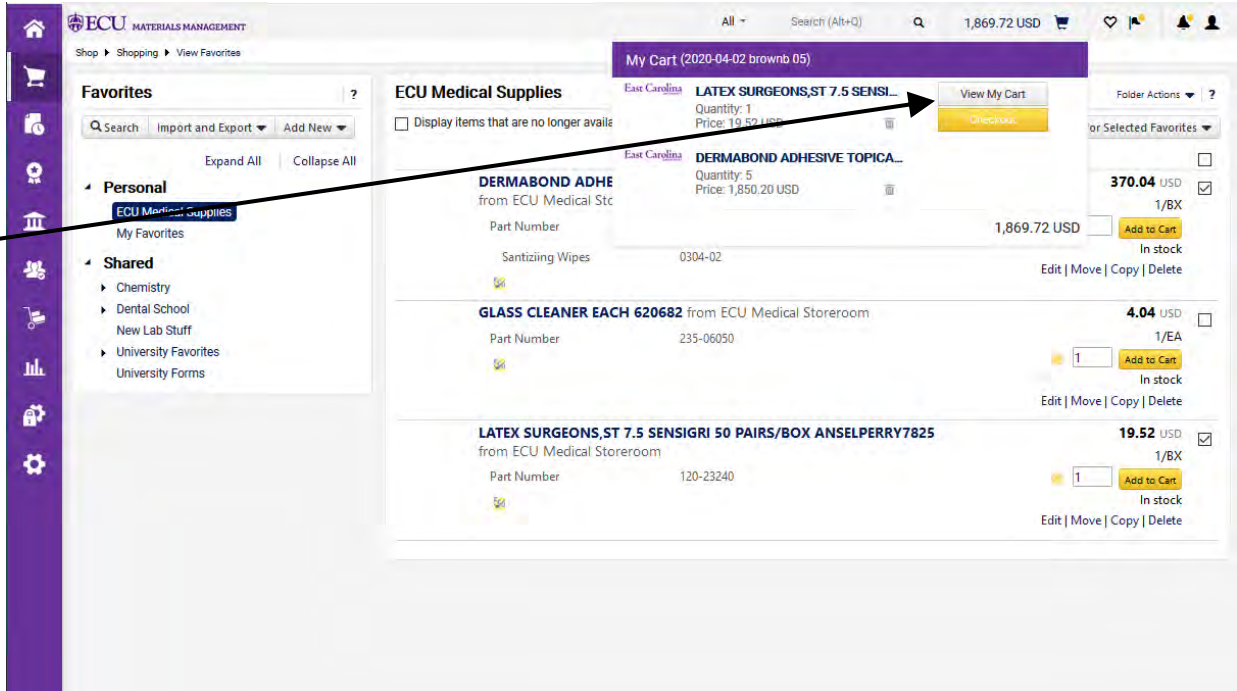 ECU MATERIALS MANAGEMENT
All
Search (Alt+Q)
1,869.72 USD
Shop Shopping View Favorites
My Cart (2020-04-02 brownb 05)
East Carolina
LATEX SURGEONS,ST 7.5 SENSI...
Quantity: 1
Price: 19.52 USD
View My Cart
Checkout
East Carolina
DERMABOND ADHESIVE TOPICA...
Quantity: 5
Price: 1,850.20 USD
1,869.72 USD
Favorites
?
Search Import and Export Add New
Expand All Collapse All
Personal
ECU Medical Supplies
My Favorites
Shared
Chemistry
Dental School
New Lab Stuff
University Favorites
University Forms
ECU Medical Supplies
Folder Actions ?
Display items that are no longer availa
or Selected Favorites
DERMABOND ADHE
from ECU Medical Sto
370.04 USD
1/BX
Part Number
Add to Cart
In stock
Santiziing Wipes 0304-02
Edit | Move | Copy | Delete
GLASS CLEANER EACH 620682 from ECU Medical Storeroom
4.04 USD
1/EA
Part Number 235-06050
1 Add to Cart
In stock
Edit | Move | Copy | Delete
LATEX SURGEONS,ST 7.5 SENSIGRI 50 PAIRS/BOX ANSELPERRY7825
from ECU Medical Storeroom
19.52 USD
1/BX
Part Number 120-23240
1 Add to Cart
In stock
Edit | Move | Copy | Delete